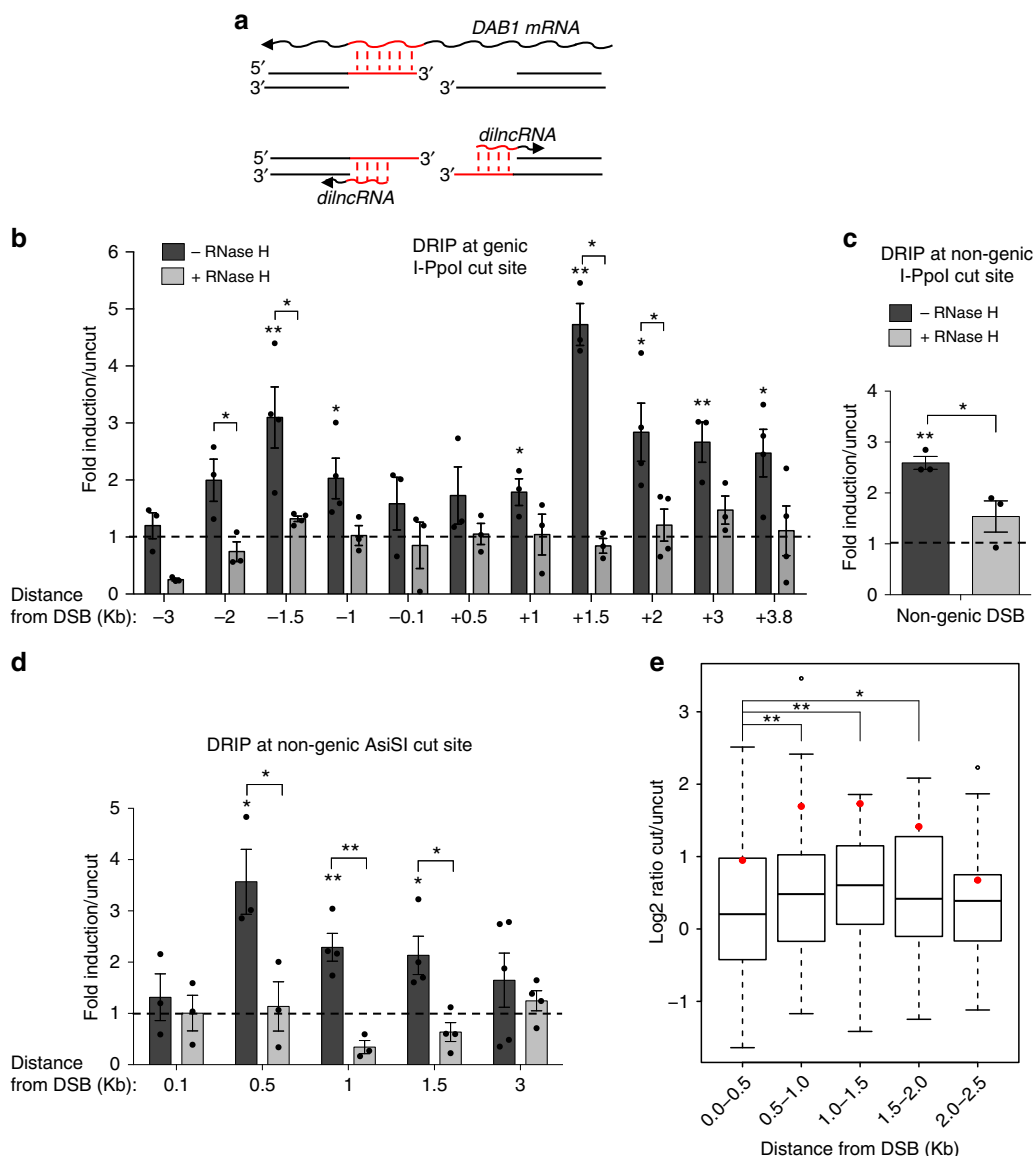 a
DAB1 mRNA
5′
3′
3′
dilncRNA
5′
3′
3′
3′
dilncRNA
b
– RNase H
+ RNase H
DRIP at genic
I-PpoI cut site
*
**
*
*
**
*
*
*
*
**
*
*
Fold induction/uncut
6
5
4
3
2
1
0
Distance
from DSB (Kb):
–3
–2
–1.5
–1
–0.1
+0.5
+1
+1.5
+2
+3
+3.8
c
DRIP at non-genic
I-PpoI cut site
– RNase H
+ RNase H
*
**
Fold induction/uncut
4
3
2
1
0
Non-genic DSB
d
DRIP at non-genic AsiSI cut site
*
*
**
**
*
*
Fold induction/uncut
5
4
3
2
1
0
Distance
from DSB (Kb):
0.1
0.5
1
1.5
3
e
*
**
**
Log2 ratio cut/uncut
3
2
1
0
–1
0.0–0.5
0.5–1.0
1.0–1.5
1.5–2.0
2.0–2.5
Distance from DSB (Kb)